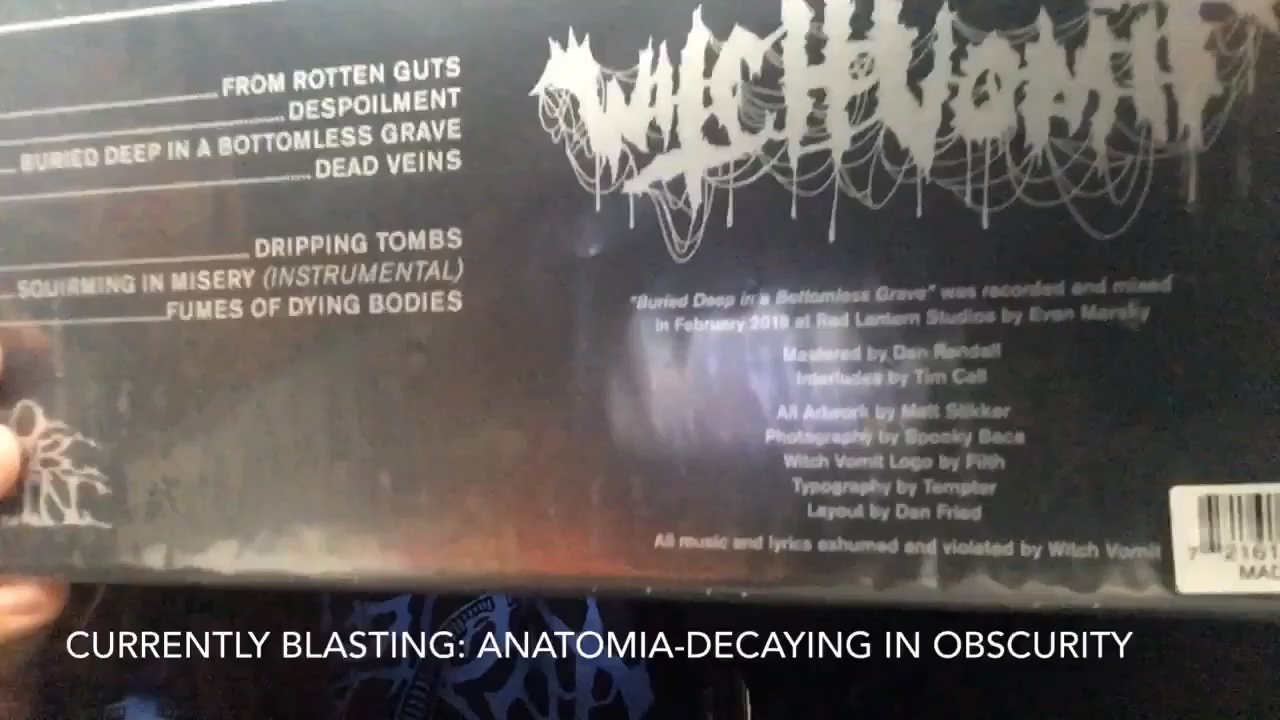 FROM ROTTEN GUTS
DESPOILMENT
BURIED DEEP IN A BOTTOMLESS GRAVE
DEAD VEINS
DRIPPING TOMBS
SQUIRMING IN MISERY (INSTRUMENTAL)
FUMES OF DYING BODIES
WITCH VOMIT
"Buried Deep in a Bottomless Grave" was recorded and mixed
in February 2019 at Red Lantern Studios by Evan Mersky
Mastered by Dan Randall
Interludes by Tim Call
All Artwork by Matt Stikker
Photography by Spooky Baca
Witch Vomit Logo by Filth
Typography by Tempter
Layout by Dan Fried
All music and lyrics exhumed and violated by Witch Vomit
7 2161
MAD
CURRENTLY BLASTING: ANATOMIA-DECAYING IN OBSCURITY